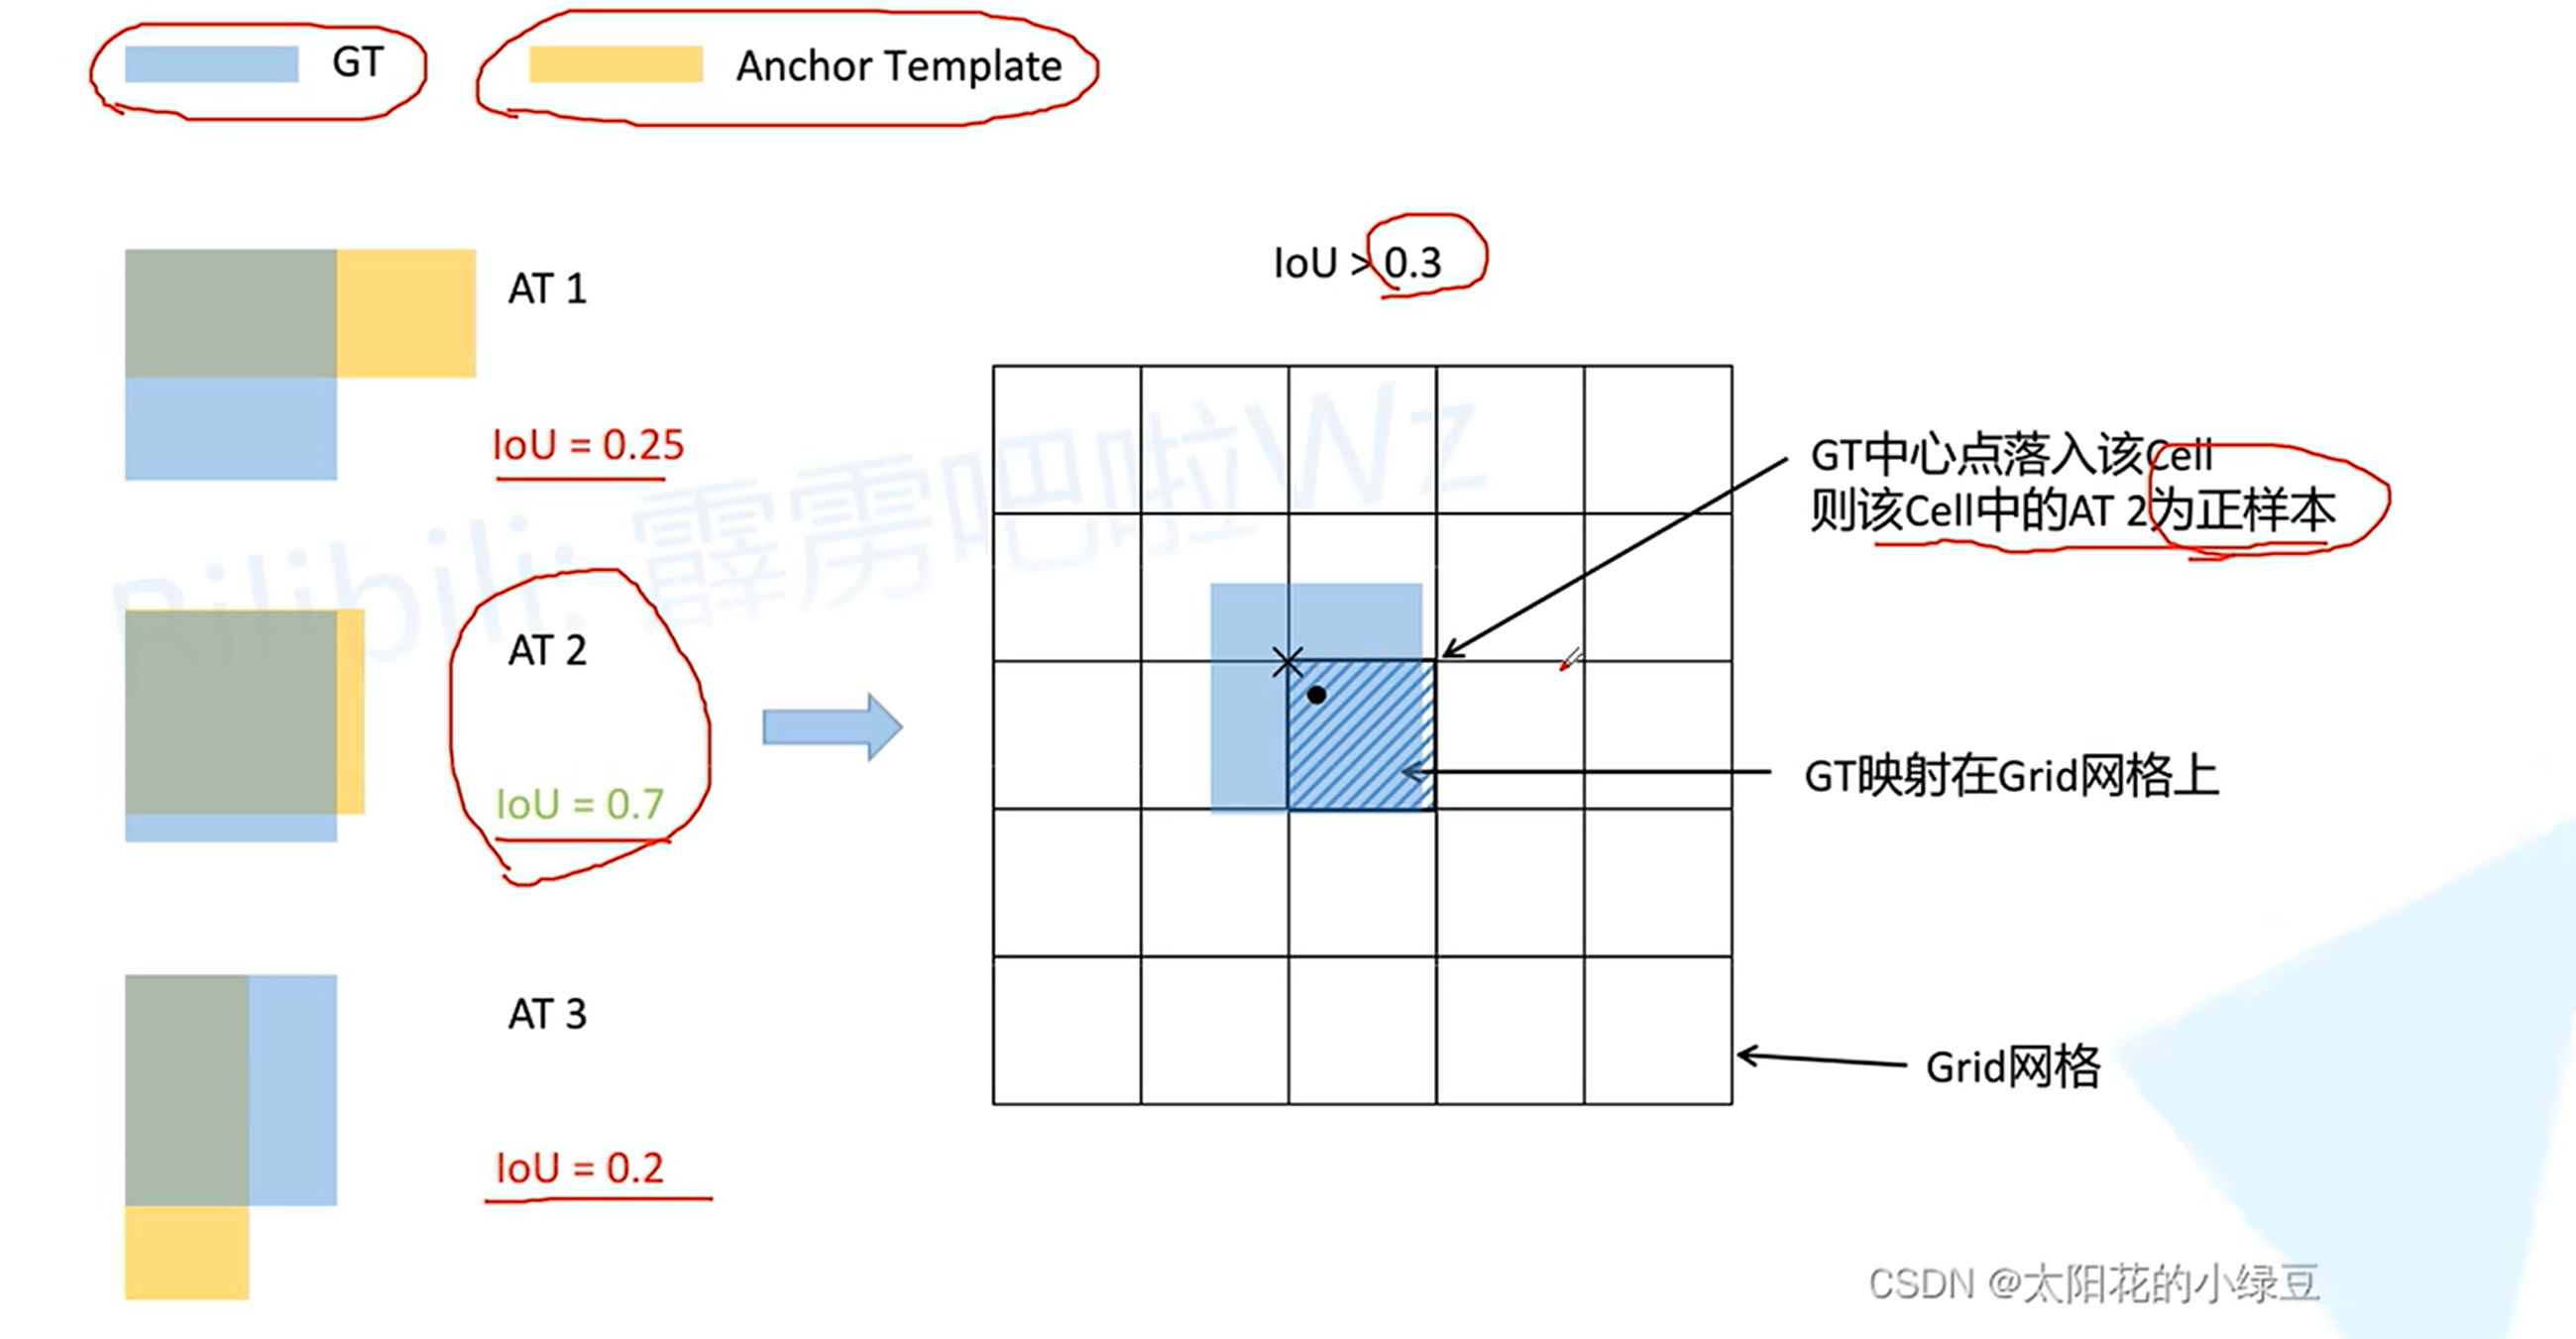 GT
Anchor Template
AT 1
IoU = 0.25
IoU > 0.3
Bilibili: 霹雳吧啦Wz
GT中心点落入该Cell
则该Cell中的AT 2为正样本
AT 2
IoU = 0.7
GT映射在Grid网格上
AT 3
IoU = 0.2
Grid网格
CSDN @太阳花的小绿豆